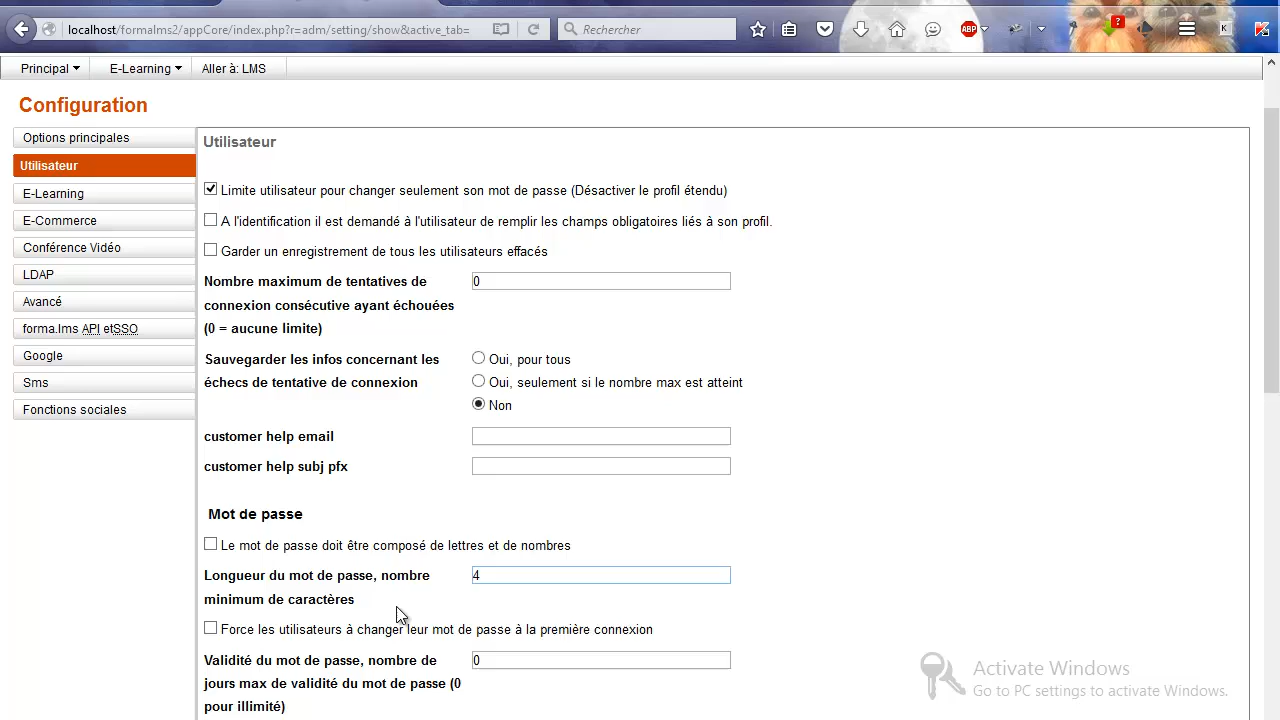 localhost/formalms2/appCore/index.php?r=adm/setting/show&active_tab=
Rechercher
ABP
?
K
Principal
E-Learning
Aller à: LMS
Configuration
Options principales
Utilisateur
E-Learning
E-Commerce
Conférence Vidéo
LDAP
Avancé
forma.lms API etSSO
Google
Sms
Fonctions sociales
Utilisateur
Limite utilisateur pour changer seulement son mot de passe (Désactiver le profil étendu)
A l'identification il est demandé à l'utilisateur de remplir les champs obligatoires liés à son profil.
Garder un enregistrement de tous les utilisateurs effacés
Nombre maximum de tentatives de 0
connexion consécutive ayant échouées
(0 = aucune limite)
Sauvegarder les infos concernant les Oui, pour tous
échecs de tentative de connexion Oui, seulement si le nombre max est atteint
Non
customer help email
customer help subj pfx
Mot de passe
Le mot de passe doit être composé de lettres et de nombres
Longueur du mot de passe, nombre 4
minimum de caractères
Force les utilisateurs à changer leur mot de passe à la première connexion
Validité du mot de passe, nombre de 0
jours max de validité du mot de passe (0
pour illimité)
Activate Windows
Go to PC settings to activate Windows.